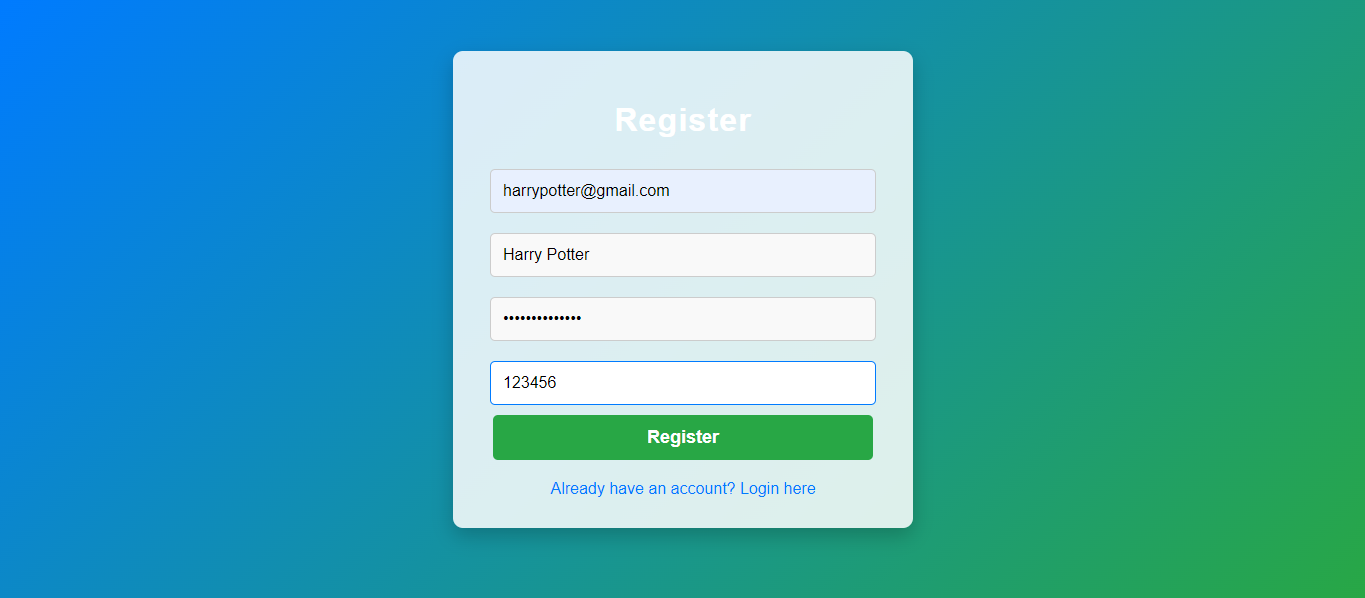 Register
harrypotter@gmail.com
Harry Potter
••••••••••••••
123456
Register
Already have an account? Login here